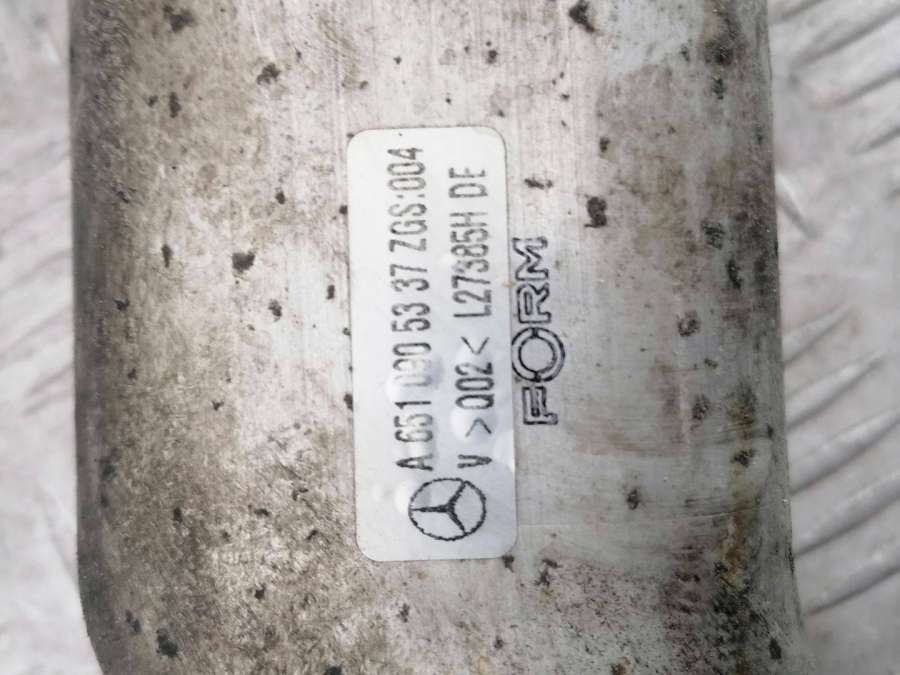 A 651 090 53 37 ZGS:004
V >Q02< L27385H DE
FORM